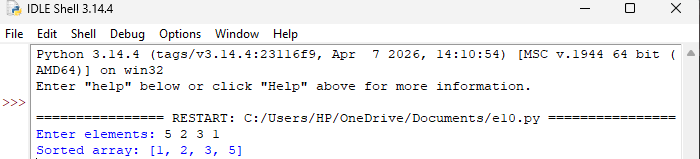 IDLE Shell 3.14.4
File Edit Shell Debug Options Window Help
Python 3.14.4 (tags/v3.14.4:23116f9, Apr  7 2026, 14:10:54) [MSC v.1944 64 bit (
AMD64)] on win32
Enter "help" below or click "Help" above for more information.
>>>
================ RESTART: C:/Users/HP/OneDrive/Documents/e10.py ================
Enter elements: 5 2 3 1
Sorted array: [1, 2, 3, 5]